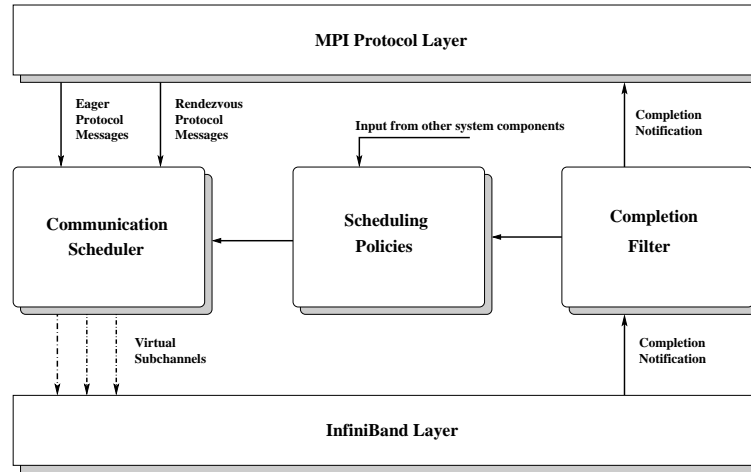 MPI Protocol Layer
Eager
Protocol
Messages
Rendezvous
Protocol
Messages
Input from other system components
Completion
Notification
Communication
Scheduler
Scheduling
Policies
Completion
Filter
Virtual
Subchannels
Completion
Notification
InfiniBand Layer